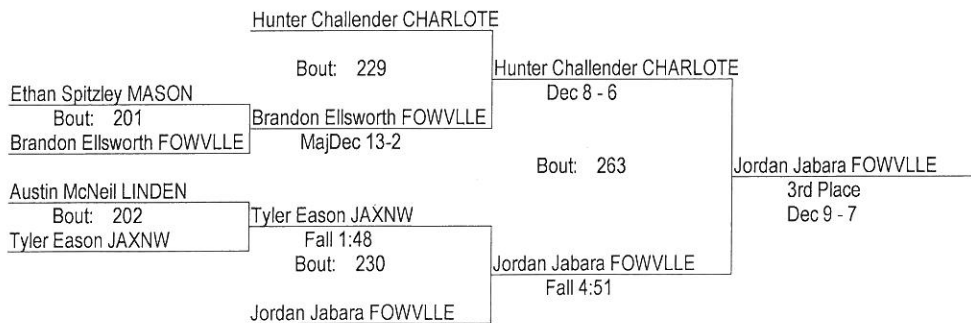 Hunter Challender CHARLOTE
Bout: 229
Hunter Challender CHARLOTE
Dec 8 - 6
Ethan Spitzley MASON
Bout: 201
Brandon Ellsworth FOWVLLE
Brandon Ellsworth FOWVLLE
MajDec 13-2
Bout: 263
Jordan Jabara FOWVLLE
3rd Place
Dec 9 - 7
Austin McNeil LINDEN
Bout: 202
Tyler Eason JAXNW
Tyler Eason JAXNW
Fall 1:48
Bout: 230
Jordan Jabara FOWVLLE
Fall 4:51
Jordan Jabara FOWVLLE